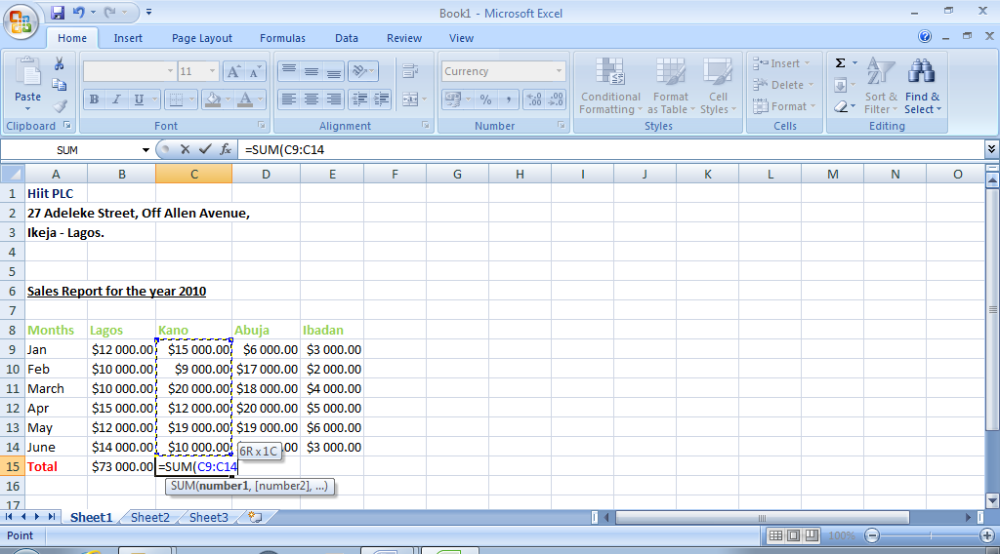 Book1 - Microsoft Excel
Home Insert Page Layout Formulas Data Review View
Paste
11 A A
B I U A
Currency
% ,
Conditional Formatting Format as Table Cell Styles
Insert
Delete
Format
Σ
Sort & Filter Find & Select
Clipboard Font Alignment Number Styles Cells Editing
SUM fx =SUM(C9:C14
A B C D E F G H I J K L M N O
1 Hiit PLC
2 27 Adeleke Street, Off Allen Avenue,
3 Ikeja - Lagos.
4
5
6 Sales Report for the year 2010
7
8 Months Lagos Kano Abuja Ibadan
9 Jan $12 000.00 $15 000.00 $6 000.00 $3 000.00
10 Feb $10 000.00 $9 000.00 $17 000.00 $2 000.00
11 March $10 000.00 $20 000.00 $18 000.00 $4 000.00
12 Apr $15 000.00 $12 000.00 $20 000.00 $5 000.00
13 May $12 000.00 $19 000.00 $19 000.00 $6 000.00
14 June $14 000.00 $10 000.00 6R x 1C .00 $3 000.00
15 Total $73 000.00 =SUM(C9:C14
16 SUM(number1, [number2], ...)
17
Sheet1 Sheet2 Sheet3
Point 100%